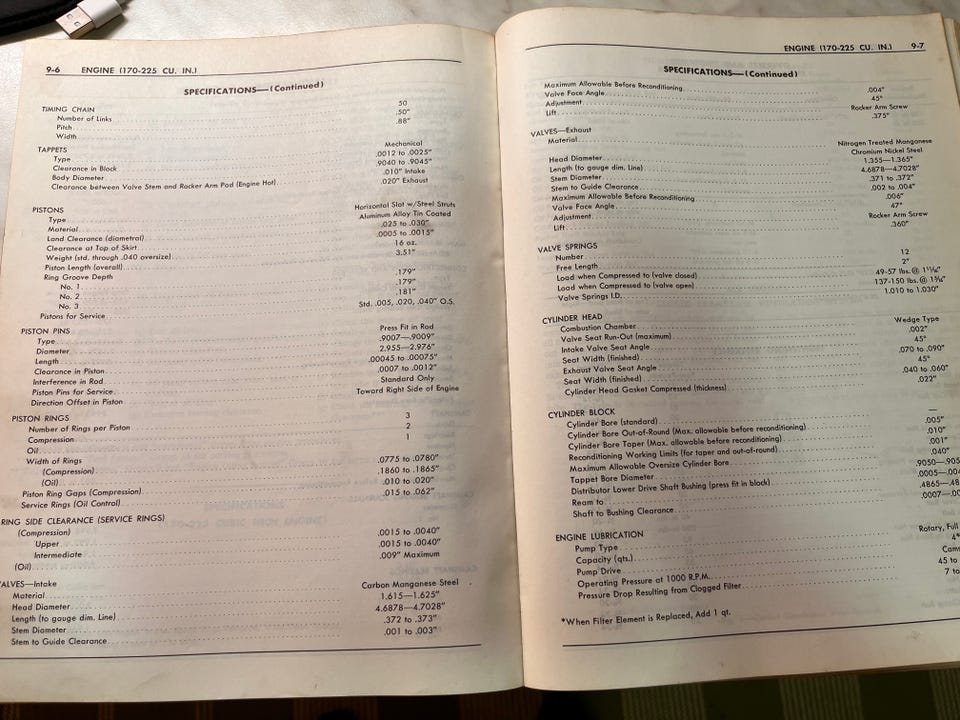 9-6 ENGINE (170-225 CU. IN.)
SPECIFICATIONS—(Continued)
TIMING CHAIN
Number of Links 50
Pitch .50"
Width .88"
TAPPETS
Type Mechanical
Clearance in Block .0012 to .0025"
Body Diameter .9040 to .9045"
Clearance between Valve Stem and Rocker Arm Pad (Engine Hot) .010" Intake
.020" Exhaust
PISTONS
Type Horizontal Slot w/Steel Struts
Material Aluminum Alloy Tin Coated
Land Clearance (diametral) .025 to .030"
Clearance at Top of Skirt .0005 to .0015"
Weight (std. through .040 oversize) 16 oz.
Piston Length (overall) 3.51"
Ring Groove Depth
No. 1 .179"
No. 2 .179"
No. 3 .181"
Pistons for Service Std. .005, .020, .040" O.S.
PISTON PINS
Type Press Fit in Rod
Diameter .9007—.9009"
Length 2.955—2.976"
Clearance in Piston .00045 to .00075"
Interference in Rod .0007 to .0012"
Piston Pins for Service Standard Only
Direction Offset in Piston Toward Right Side of Engine
PISTON RINGS
Number of Rings per Piston 3
Compression 2
Oil 1
Width of Rings
(Compression) .0775 to .0780"
(Oil) .1860 to .1865"
Piston Ring Gaps (Compression) .010 to .020"
Service Rings (Oil Control) .015 to .062"
RING SIDE CLEARANCE (SERVICE RINGS)
(Compression)
Upper .0015 to .0040"
Intermediate .0015 to .0040"
(Oil) .009" Maximum
VALVES—Intake
Material Carbon Manganese Steel
Head Diameter 1.615—1.625"
Length (to gauge dim. Line) 4.6878—4.7028"
Stem Diameter .372 to .373"
Stem to Guide Clearance .001 to .003"
ENGINE (170-225 CU. IN.) 9-7
SPECIFICATIONS—(Continued)
Maximum Allowable Before Reconditioning .004"
Valve Face Angle 45°
Adjustment Rocker Arm Screw
Lift .375"
VALVES—Exhaust
Material Nitrogen Treated Manganese
Chromium Nickel Steel
Head Diameter 1.355—1.365"
Length (to gauge dim. Line) 4.6878—4.7028"
Stem Diameter .371 to .372"
Stem to Guide Clearance .002 to .004"
Maximum Allowable Before Reconditioning .006"
Valve Face Angle 47°
Adjustment Rocker Arm Screw
Lift .360"
VALVE SPRINGS
Number 12
Free Length 2"
Load when Compressed to (valve closed) 49-57 lbs. @ 1 11/16"
Load when Compressed to (valve open) 137-150 lbs. @ 1 5/16"
Valve Springs I.D. 1.010 to 1.030"
CYLINDER HEAD
Combustion Chamber Wedge Type
Valve Seat Run-Out (maximum) .002"
Intake Valve Seat Angle 45°
Seat Width (finished) .070 to .090"
Exhaust Valve Seat Angle 45°
Seat Width (finished) .040 to .060"
Cylinder Head Gasket Compressed (thickness) .022"
CYLINDER BLOCK
Cylinder Bore (standard) —
Cylinder Bore Out-of-Round (Max. allowable before reconditioning) .005"
Cylinder Bore Taper (Max. allowable before reconditioning) .010"
Reconditioning Working Limits (for taper and out-of-round) .001"
Maximum Allowable Oversize Cylinder Bore .040"
Tappet Bore Diameter .9050—.905
Distributor Lower Drive Shaft Bushing (press fit in block) .0005-.00
Ream to .4865-.48
Shaft to Bushing Clearance .0007-.00
ENGINE LUBRICATION
Pump Type Rotary, Full
Capacity (qts.) 4*
Pump Drive Cam
Operating Pressure at 1000 R.P.M. 45 to
Pressure Drop Resulting from Clogged Filter 7 to
*When Filter Element is Replaced, Add 1 qt.